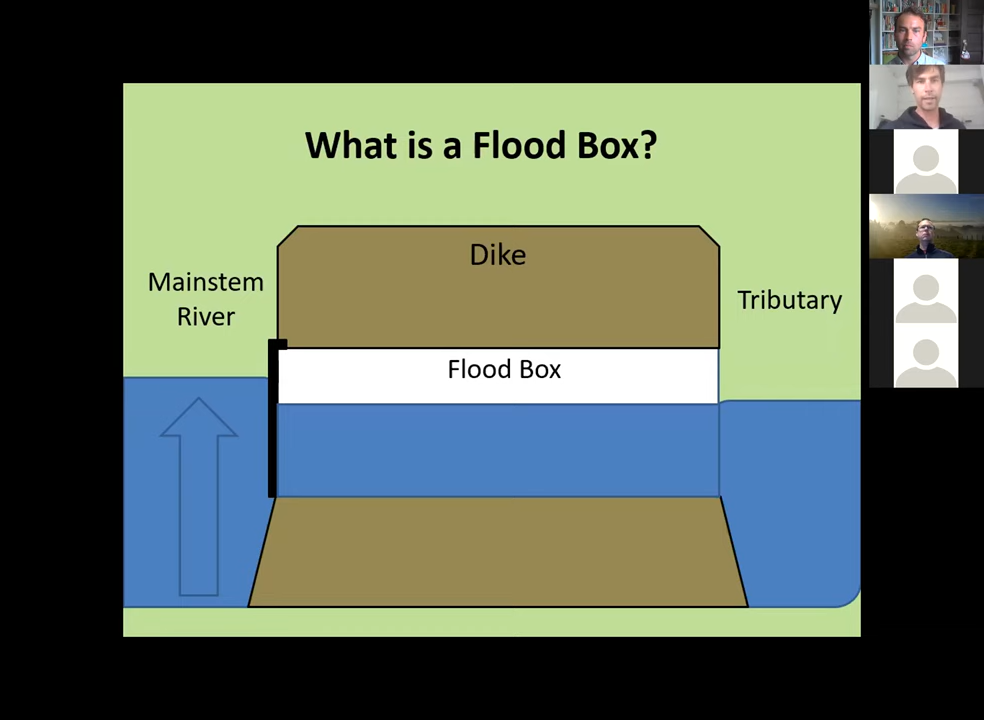 What is a Flood Box?
Dike
Mainstem
River
Tributary
Flood Box